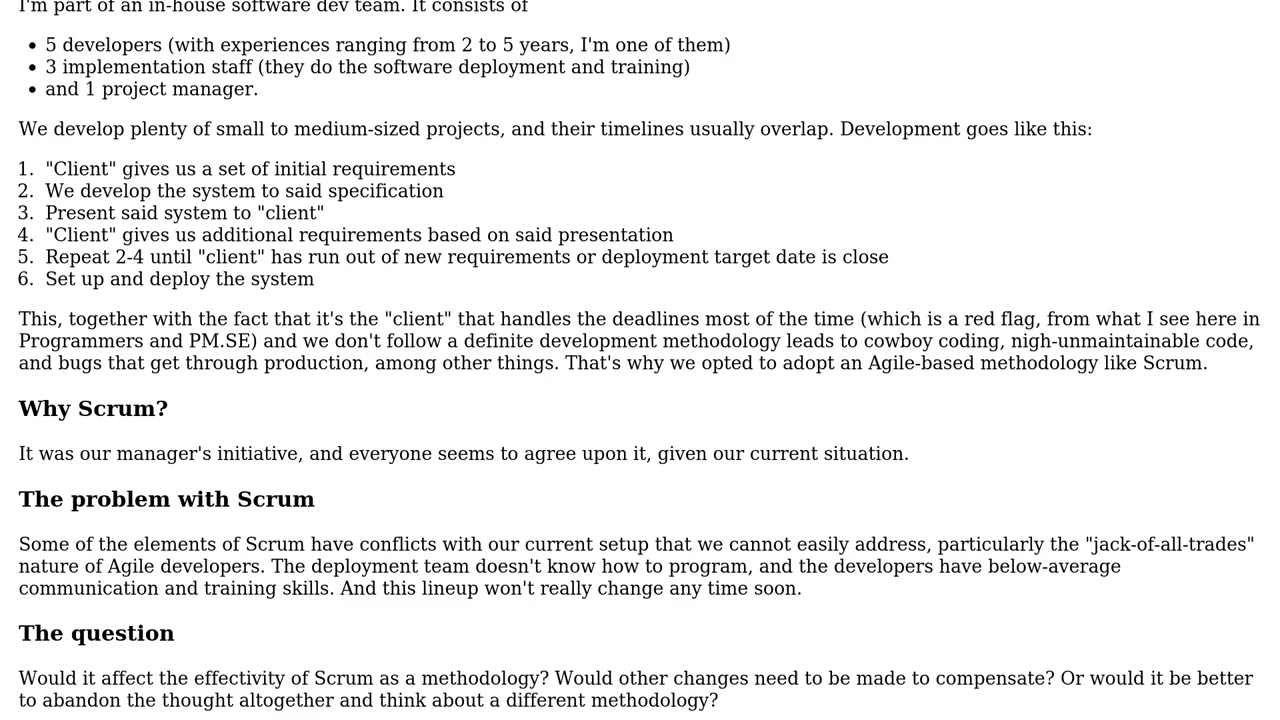 I'm part of an in-house software dev team. It consists of
• 5 developers (with experiences ranging from 2 to 5 years, I'm one of them)
• 3 implementation staff (they do the software deployment and training)
• and 1 project manager.
We develop plenty of small to medium-sized projects, and their timelines usually overlap. Development goes like this:
1. "Client" gives us a set of initial requirements
2. We develop the system to said specification
3. Present said system to "client"
4. "Client" gives us additional requirements based on said presentation
5. Repeat 2-4 until "client" has run out of new requirements or deployment target date is close
6. Set up and deploy the system
This, together with the fact that it's the "client" that handles the deadlines most of the time (which is a red flag, from what I see here in
Programmers and PM.SE) and we don't follow a definite development methodology leads to cowboy coding, nigh-unmaintainable code,
and bugs that get through production, among other things. That's why we opted to adopt an Agile-based methodology like Scrum.
Why Scrum?
It was our manager's initiative, and everyone seems to agree upon it, given our current situation.
The problem with Scrum
Some of the elements of Scrum have conflicts with our current setup that we cannot easily address, particularly the "jack-of-all-trades"
nature of Agile developers. The deployment team doesn't know how to program, and the developers have below-average
communication and training skills. And this lineup won't really change any time soon.
The question
Would it affect the effectivity of Scrum as a methodology? Would other changes need to be made to compensate? Or would it be better
to abandon the thought altogether and think about a different methodology?